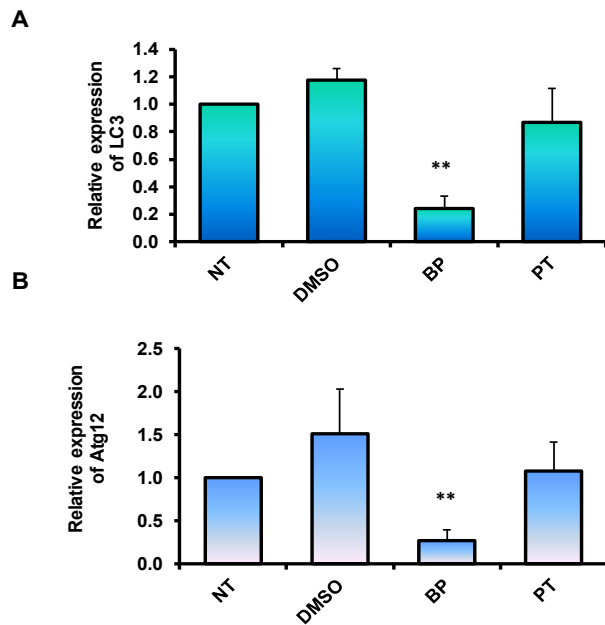 A
Relative expression
of LC3
1.4
1.2
1.0
0.8
0.6
0.4
0.2
0.0
**
NT
DMSO
BP
PT
B
Relative expression
of Atg12
2.5
2.0
1.5
1.0
0.5
0.0
**
NT
DMSO
BP
PT